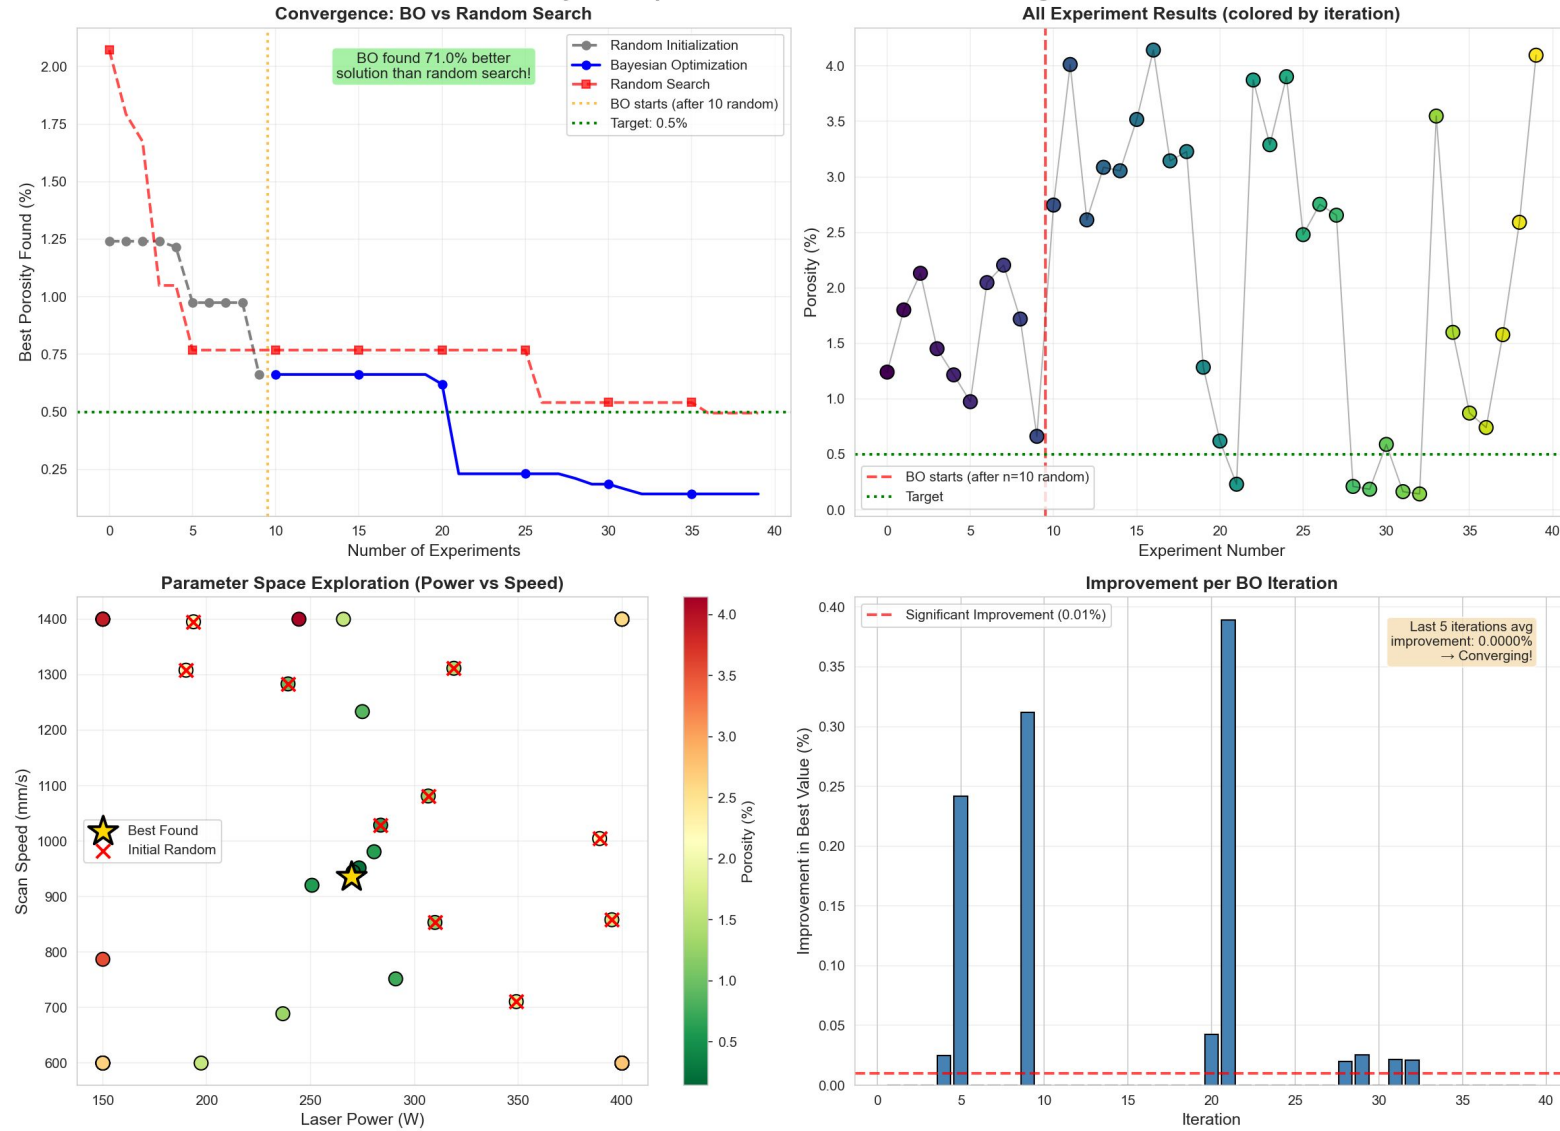 Convergence: BO vs Random Search
BO found 71.0% better
solution than random search!
Random Initialization
Bayesian Optimization
Random Search
BO starts (after 10 random)
Target: 0.5%
Best Porosity Found (%)
2.00
1.75
1.50
1.25
1.00
0.75
0.50
0.25
0 5 10 15 20 25 30 35 40
Number of Experiments
All Experiment Results (colored by iteration)
Porosity (%)
4.0
3.5
3.0
2.5
2.0
1.5
1.0
0.5
0.0
BO starts (after n=10 random)
Target
0 5 10 15 20 25 30 35 40
Experiment Number
Parameter Space Exploration (Power vs Speed)
Scan Speed (mm/s)
1400
1300
1200
1100
1000
900
800
700
600
Best Found
Initial Random
150 200 250 300 350 400
Laser Power (W)
4.0
3.5
3.0
2.5
2.0
1.5
1.0
0.5
Porosity (%)
Improvement per BO Iteration
Significant Improvement (0.01%)
Last 5 iterations avg
improvement: 0.0000%
→ Converging!
Improvement in Best Value (%)
0.40
0.35
0.30
0.25
0.20
0.15
0.10
0.05
0.00
0 5 10 15 20 25 30 35 40
Iteration